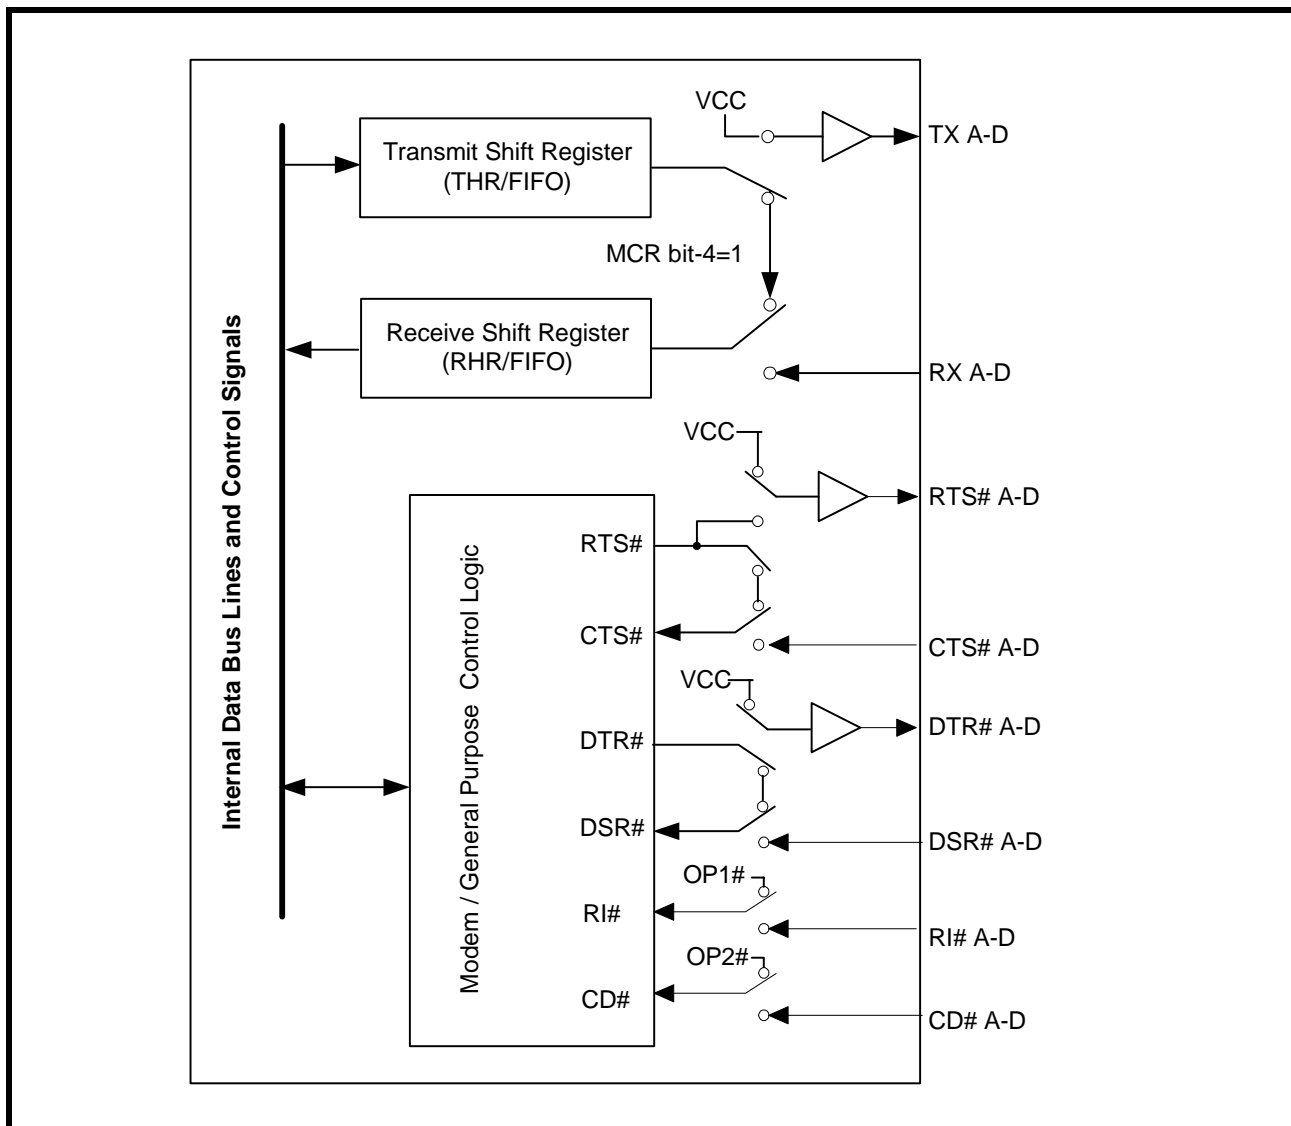 VCC
TX A-D
Transmit Shift Register
(THR/FIFO)
MCR bit-4=1
Receive Shift Register
(RHR/FIFO)
RX A-D
Internal Data Bus Lines and Control Signals
VCC
RTS# A-D
Modem / General Purpose Control Logic
RTS#
CTS#
CTS# A-D
VCC
DTR# A-D
DTR#
DSR#
DSR# A-D
OP1#
RI#
RI# A-D
OP2#
CD#
CD# A-D